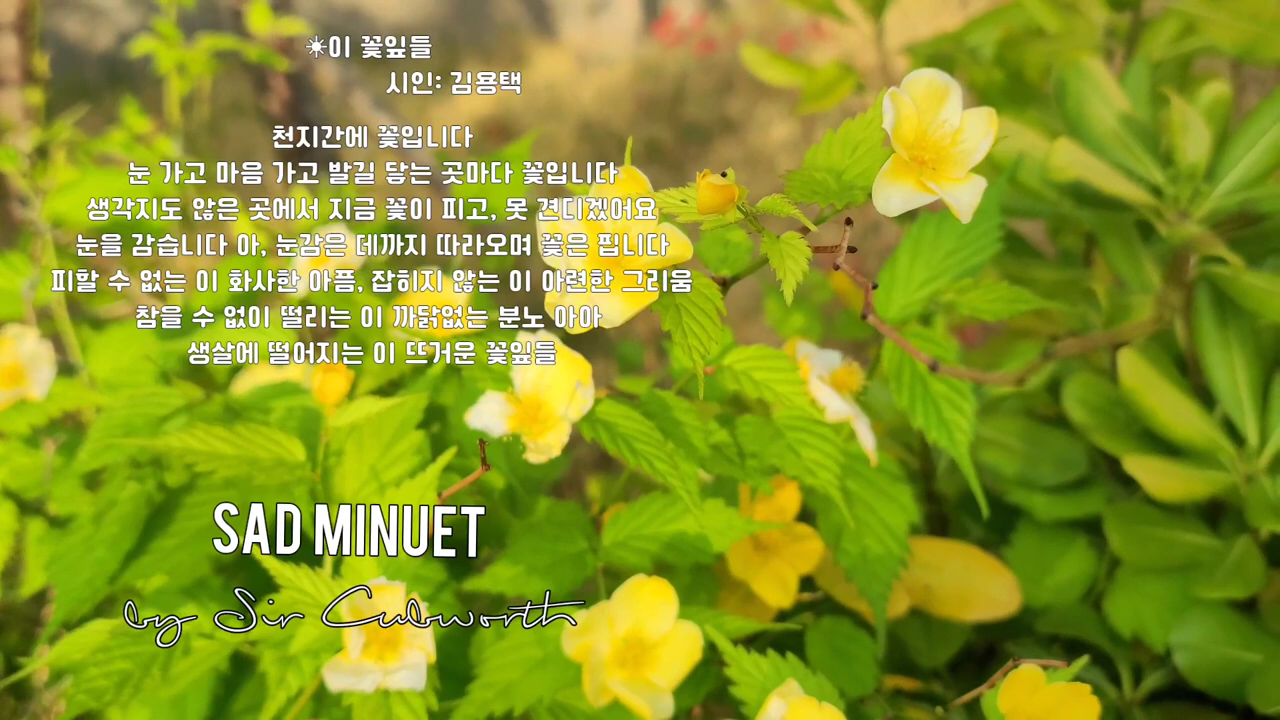 ☀이 꽃잎들
시인: 김용택
천지간에 꽃입니다
눈 가고 마음 가고 발길 닿는 곳마다 꽃입니다
생각지도 않은 곳에서 지금 꽃이 피고, 못 견디겠어요
눈을 감습니다 아, 눈감은 데까지 따라오며 꽃은 핍니다
피할 수 없는 이 화사한 아픔, 잡히지 않는 이 아련한 그리움
참을 수 없이 떨리는 이 까닭없는 분노 아아
생살에 떨어지는 이 뜨거운 꽃잎들
SAD MINUET
by Sir Cubworth